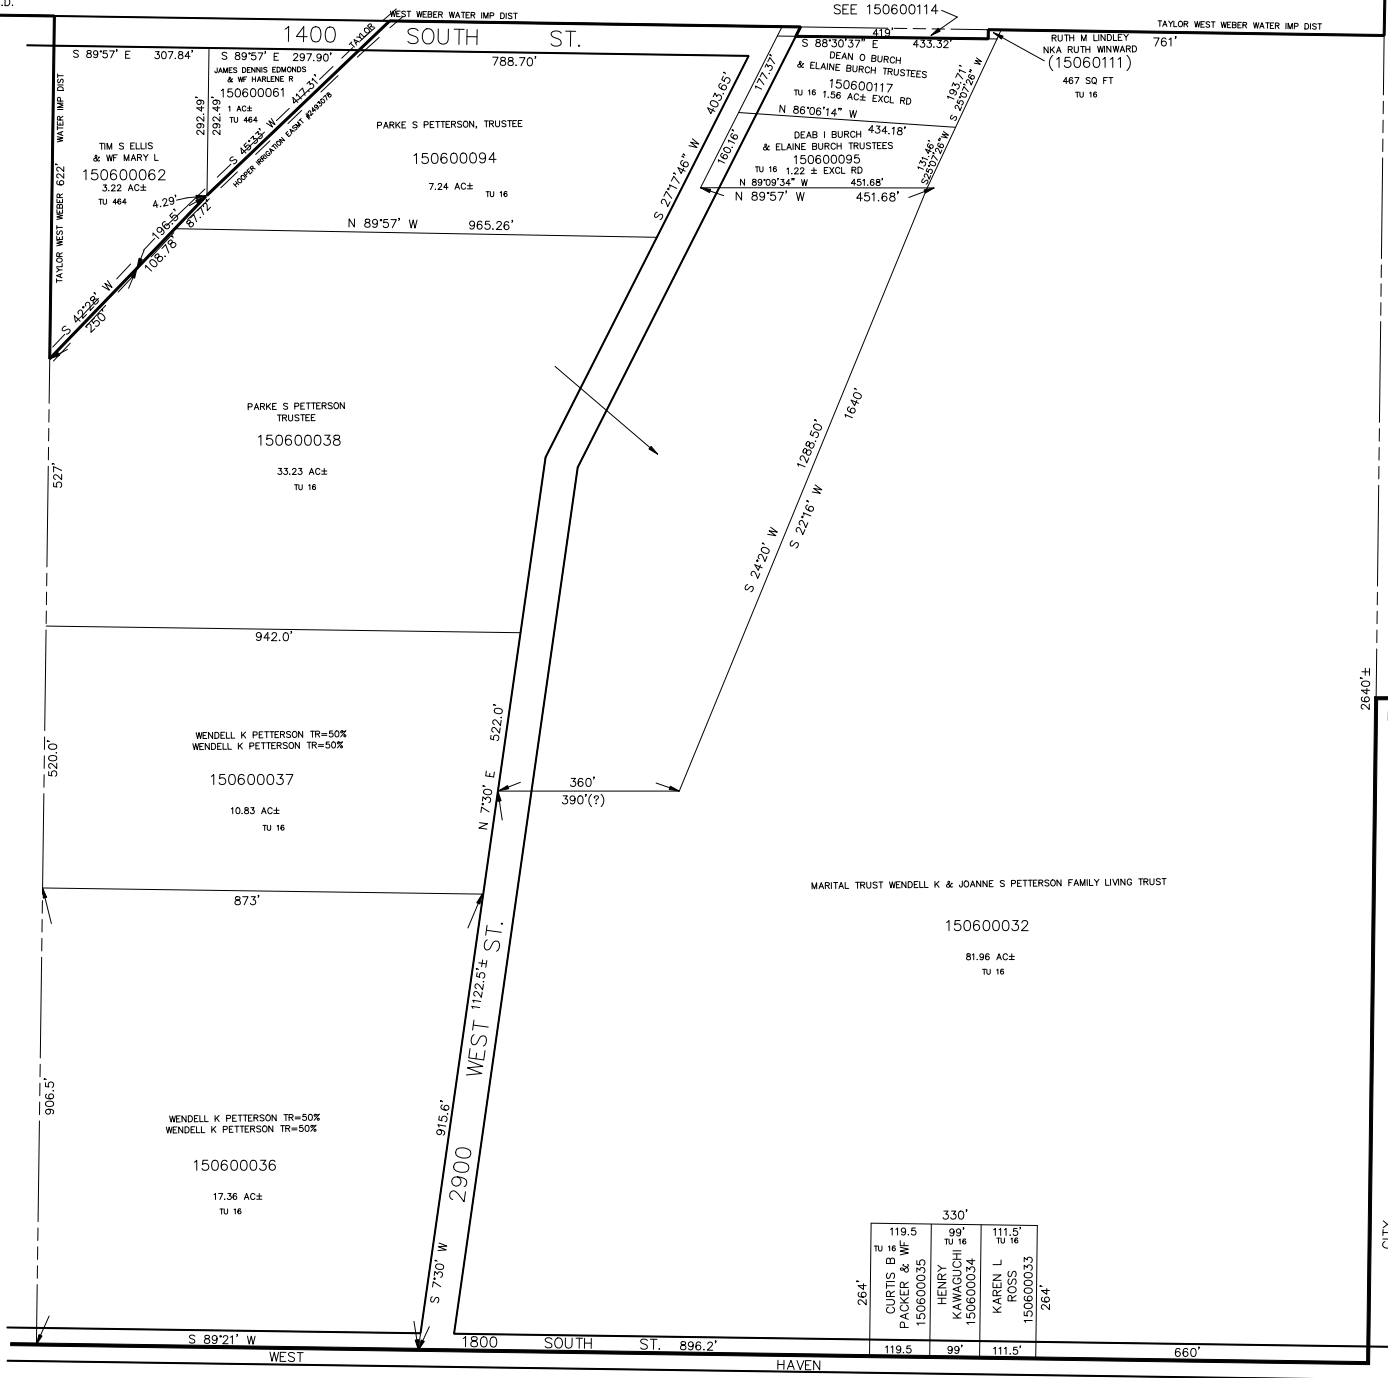 SEE 150600114
WEST WEBER WATER IMP DIST
TAYLOR WEST WEBER WATER IMP DIST
1400 SOUTH ST.
TAYLOR
S 89°57' E 307.84'
S 89°57' E 297.90'
788.70'
419'
S 88°30'37" E 433.32'
761'
RUTH M LINDLEY
NKA RUTH WINWARD
(15060111)
467 SQ FT
TU 16
JAMES DENNIS EDMONDS
& WF HARLENE R
150600061
1 AC±
TU 464
292.49'
292.49'
S 45°33' W 417.31'
HOOPER IRRIGATION EASMT #2493078
TAYLOR WEST WEBER 622' WATER IMP DIST
TIM S ELLIS
& WF MARY L
150600062
3.22 AC±
TU 464
4.29'
196.5'
87.72'
108.78'
S 42°28' W
250'
PARKE S PETTERSON, TRUSTEE
150600094
7.24 AC±
TU 16
N 89°57' W 965.26'
S 27°17'46" W 403.65'
177.37'
160.16'
DEAN O BURCH
& ELAINE BURCH TRUSTEES
150600117
TU 16 1.56 AC± EXCL RD
N 86°06'14" W
434.18'
193.71'
S 25°07'26" W
DEAB I BURCH
& ELAINE BURCH TRUSTEES
150600095
TU 16 1.22 ± EXCL RD
131.46'
S25°07'26"W
N 89°09'34" W 451.68'
N 89°57' W 451.68'
PARKE S PETTERSON
TRUSTEE
150600038
33.23 AC±
TU 16
527'
1288.50'
1640'
S 24°20' W
S 22°16' W
942.0'
2640'±
WENDELL K PETTERSON TR=50%
WENDELL K PETTERSON TR=50%
150600037
10.83 AC±
TU 16
520.0'
522.0'
N 7°30' E
360'
390'(?)
873'
MARITAL TRUST WENDELL K & JOANNE S PETTERSON FAMILY LIVING TRUST
150600032
81.96 AC±
TU 16
2900 WEST ST.
1122.5'±
906.5'
915.6'
WENDELL K PETTERSON TR=50%
WENDELL K PETTERSON TR=50%
150600036
17.36 AC±
TU 16
S 7°30' W
330'
119.5
99'
111.5'
TU 16
TU 16
TU 16
264'
CURTIS B
PACKER & WF
150600035
HENRY
KAWAGUCHI
150600034
KAREN L
ROSS
150600033
264'
CITY
S 89°21' W
1800 SOUTH ST. 896.2'
119.5
99'
111.5'
660'
WEST HAVEN